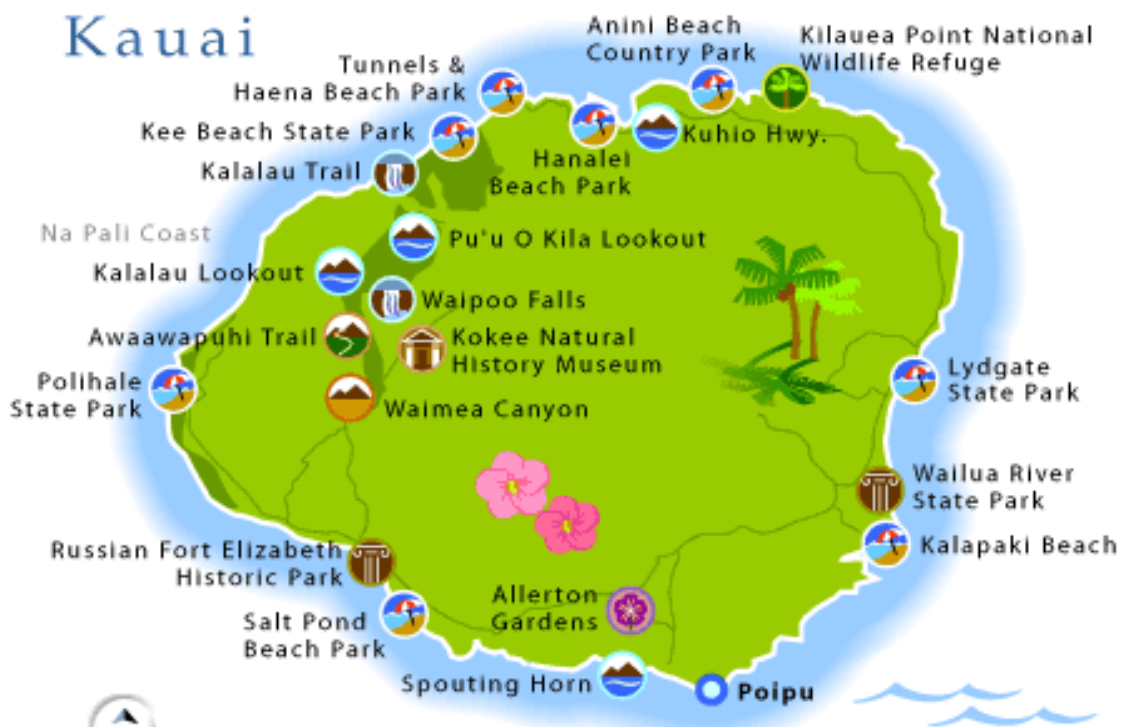 Kauai
Anini Beach
Country Park
Kilauea Point National
Wildlife Refuge
Tunnels &
Haena Beach Park
Kee Beach State Park
Kuhio Hwy.
Hanalei
Beach Park
Kalalau Trail
Na Pali Coast
Pu'u O Kila Lookout
Kalalau Lookout
Waipoo Falls
Awaawapuhi Trail
Kokee Natural
History Museum
Polihale
State Park
Lydgate
State Park
Waimea Canyon
Wailua River
State Park
Kalapaki Beach
Russian Fort Elizabeth
Historic Park
Allerton
Gardens
Salt Pond
Beach Park
Spouting Horn
Poipu